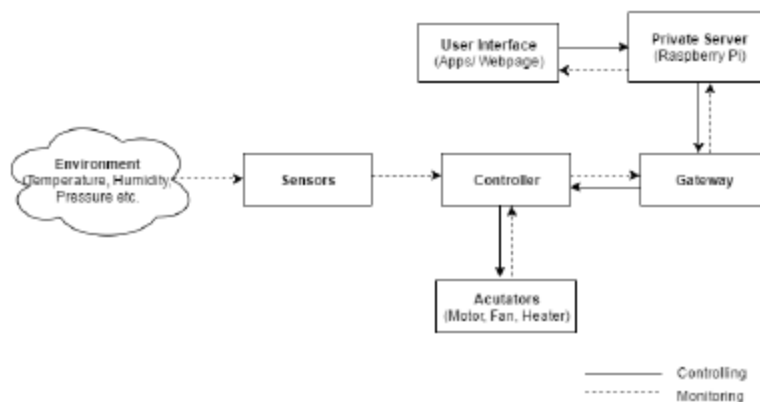 User Interface
(Apps/ Webpage)
Private Server
(Raspberry Pi)
Environment
(Temperature, Humidity,
Pressure etc.
Sensors
Controller
Gateway
Acutators
(Motor, Fan, Heater)
Controlling
Monitoring